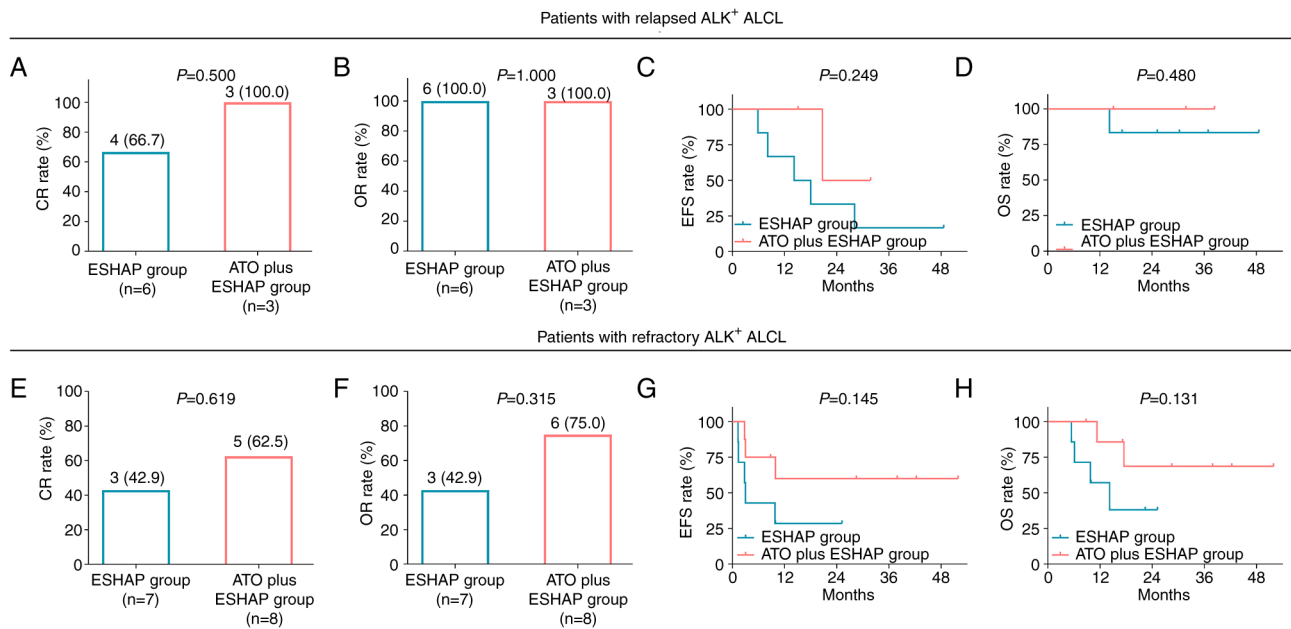 Patients with relapsed ALK+ ALCL
A
P=0.500
CR rate (%)
100
80
60
40
20
0
4 (66.7)
3 (100.0)
ESHAP group
(n=6)
ATO plus
ESHAP group
(n=3)
B
P=1.000
OR rate (%)
100
80
60
40
20
0
6 (100.0)
3 (100.0)
ESHAP group
(n=6)
ATO plus
ESHAP group
(n=3)
C
P=0.249
EFS rate (%)
100
75
50
25
0
ESHAP group
ATO plus ESHAP group
0 12 24 36 48
Months
D
P=0.480
OS rate (%)
100
75
50
25
0
ESHAP group
ATO plus ESHAP group
0 12 24 36 48
Months
Patients with refractory ALK+ ALCL
E
P=0.619
CR rate (%)
100
80
60
40
20
0
3 (42.9)
5 (62.5)
ESHAP group
(n=7)
ATO plus
ESHAP group
(n=8)
F
P=0.315
OR rate (%)
100
80
60
40
20
0
3 (42.9)
6 (75.0)
ESHAP group
(n=7)
ATO plus
ESHAP group
(n=8)
G
P=0.145
EFS rate (%)
100
75
50
25
0
ESHAP group
ATO plus ESHAP group
0 12 24 36 48
Months
H
P=0.131
OS rate (%)
100
75
50
25
0
ESHAP group
ATO plus ESHAP group
0 12 24 36 48
Months